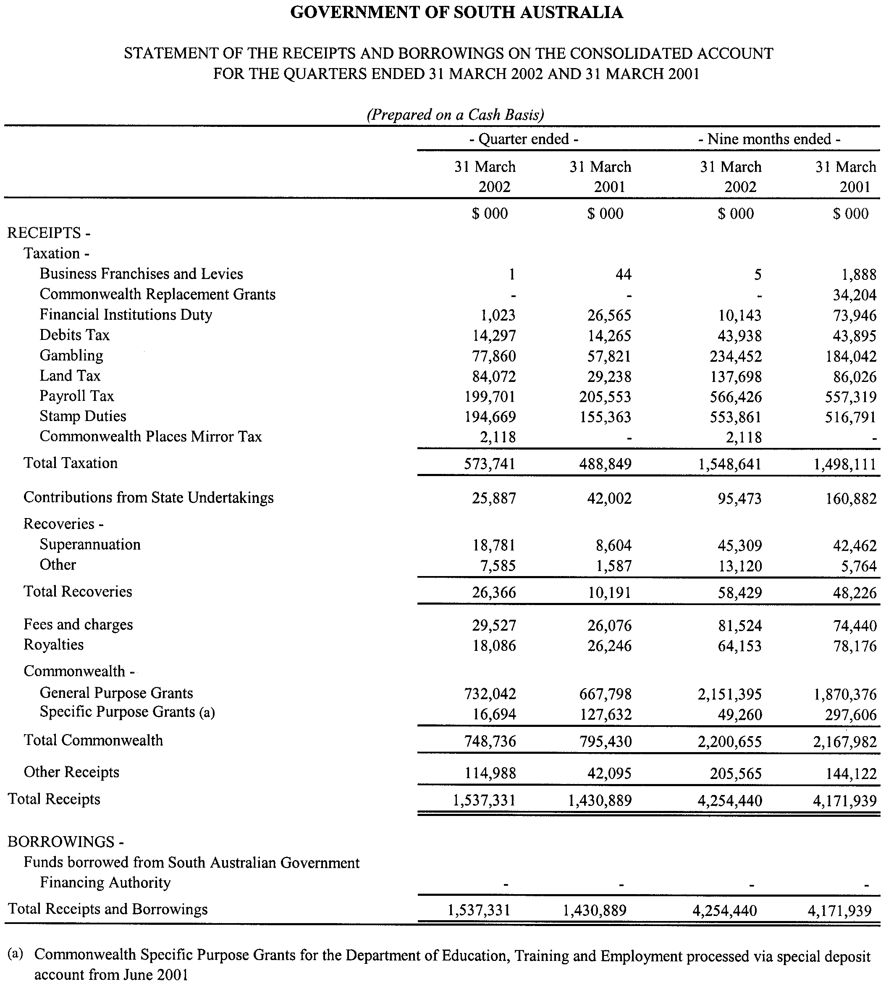 GOVERNMENT OF SOUTH AUSTRALIA
STATEMENT OF THE RECEIPTS AND BORROWINGS ON THE CONSOLIDATED ACCOUNT
FOR THE QUARTERS ENDED 31 MARCH 2002 AND 31 MARCH 2001
(Prepared on a Cash Basis)
- Quarter ended - - Nine months ended -
31 March 31 March 31 March 31 March
2002 2001 2002 2001
$ 000 $ 000 $ 000 $ 000
RECEIPTS -
Taxation -
Business Franchises and Levies 1 44 5 1,888
Commonwealth Replacement Grants - - - 34,204
Financial Institutions Duty 1,023 26,565 10,143 73,946
Debits Tax 14,297 14,265 43,938 43,895
Gambling 77,860 57,821 234,452 184,042
Land Tax 84,072 29,238 137,698 86,026
Payroll Tax 199,701 205,553 566,426 557,319
Stamp Duties 194,669 155,363 553,861 516,791
Commonwealth Places Mirror Tax 2,118 - 2,118 -
Total Taxation 573,741 488,849 1,548,641 1,498,111
Contributions from State Undertakings 25,887 42,002 95,473 160,882
Recoveries -
Superannuation 18,781 8,604 45,309 42,462
Other 7,585 1,587 13,120 5,764
Total Recoveries 26,366 10,191 58,429 48,226
Fees and charges 29,527 26,076 81,524 74,440
Royalties 18,086 26,246 64,153 78,176
Commonwealth -
General Purpose Grants 732,042 667,798 2,151,395 1,870,376
Specific Purpose Grants (a) 16,694 127,632 49,260 297,606
Total Commonwealth 748,736 795,430 2,200,655 2,167,982
Other Receipts 114,988 42,095 205,565 144,122
Total Receipts 1,537,331 1,430,889 4,254,440 4,171,939
BORROWINGS -
Funds borrowed from South Australian Government
Financing Authority - - - -
Total Receipts and Borrowings 1,537,331 1,430,889 4,254,440 4,171,939
(a) Commonwealth Specific Purpose Grants for the Department of Education, Training and Employment processed via special deposit
account from June 2001